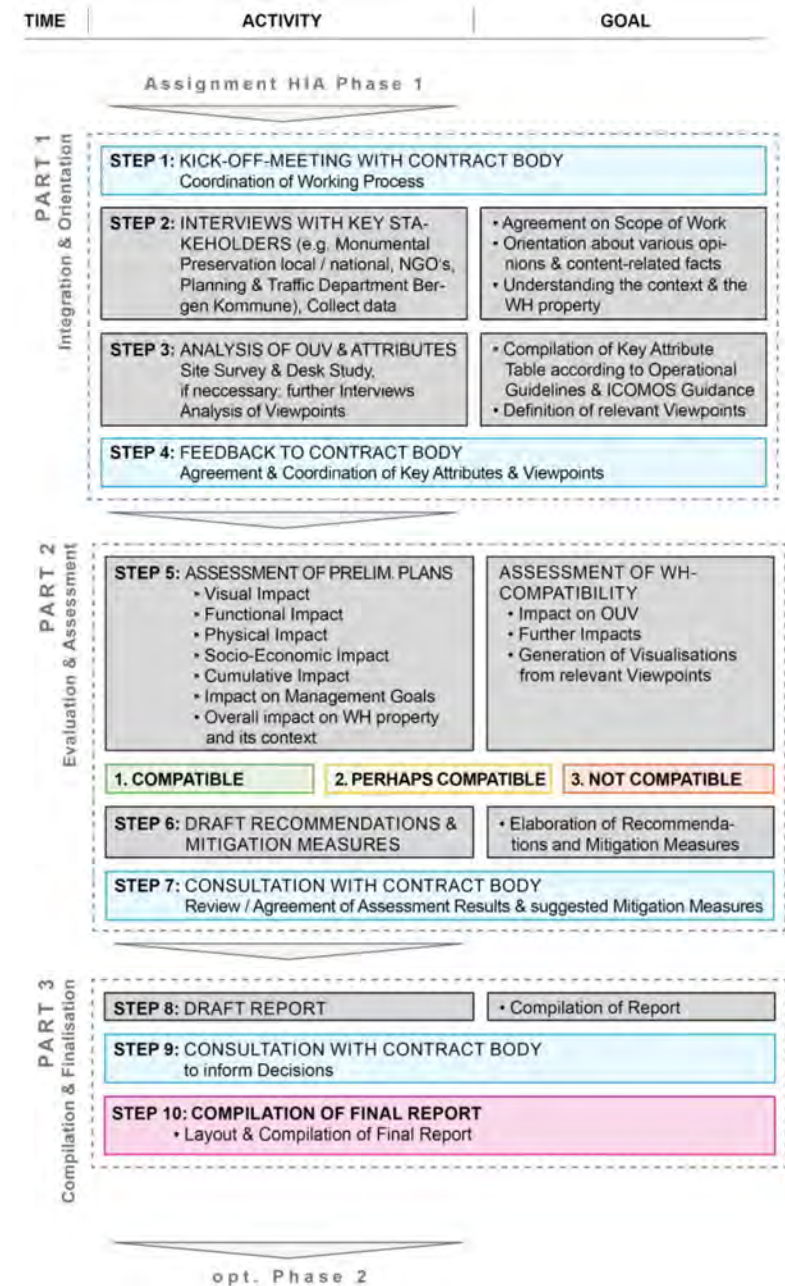 TIME ACTIVITY GOAL
Assignment HIA Phase 1
PART 1
Integration & Orientation
STEP 1: KICK-OFF-MEETING WITH CONTRACT BODY
Coordination of Working Process
STEP 2: INTERVIEWS WITH KEY STA-
KEHOLDERS (e.g. Monumental
Preservation local / national, NGO's,
Planning & Traffic Department Ber-
gen Kommune), Collect data
• Agreement on Scope of Work
• Orientation about various opi-
nions & content-related facts
• Understanding the context & the
WH property
STEP 3: ANALYSIS OF OUV & ATTRIBUTES
Site Survey & Desk Study,
if neccessary: further Interviews
Analysis of Viewpoints
• Compilation of Key Attribute
Table according to Operational
Guidelines & ICOMOS Guidance
• Definition of relevant Viewpoints
STEP 4: FEEDBACK TO CONTRACT BODY
Agreement & Coordination of Key Attributes & Viewpoints
PART 2
Evaluation & Assessment
STEP 5: ASSESSMENT OF PRELIM. PLANS
• Visual Impact
• Functional Impact
• Physical Impact
• Socio-Economic Impact
• Cumulative Impact
• Impact on Management Goals
• Overall impact on WH property
and its context
ASSESSMENT OF WH-
COMPATIBILITY
• Impact on OUV
• Further Impacts
• Generation of Visualisations
from relevant Viewpoints
1. COMPATIBLE 2. PERHAPS COMPATIBLE 3. NOT COMPATIBLE
STEP 6: DRAFT RECOMMENDATIONS &
MITIGATION MEASURES
• Elaboration of Recommenda-
tions and Mitigation Measures
STEP 7: CONSULTATION WITH CONTRACT BODY
Review / Agreement of Assessment Results & suggested Mitigation Measures
PART 3
Compilation & Finalisation
STEP 8: DRAFT REPORT
• Compilation of Report
STEP 9: CONSULTATION WITH CONTRACT BODY
to inform Decisions
STEP 10: COMPILATION OF FINAL REPORT
• Layout & Compilation of Final Report
opt. Phase 2